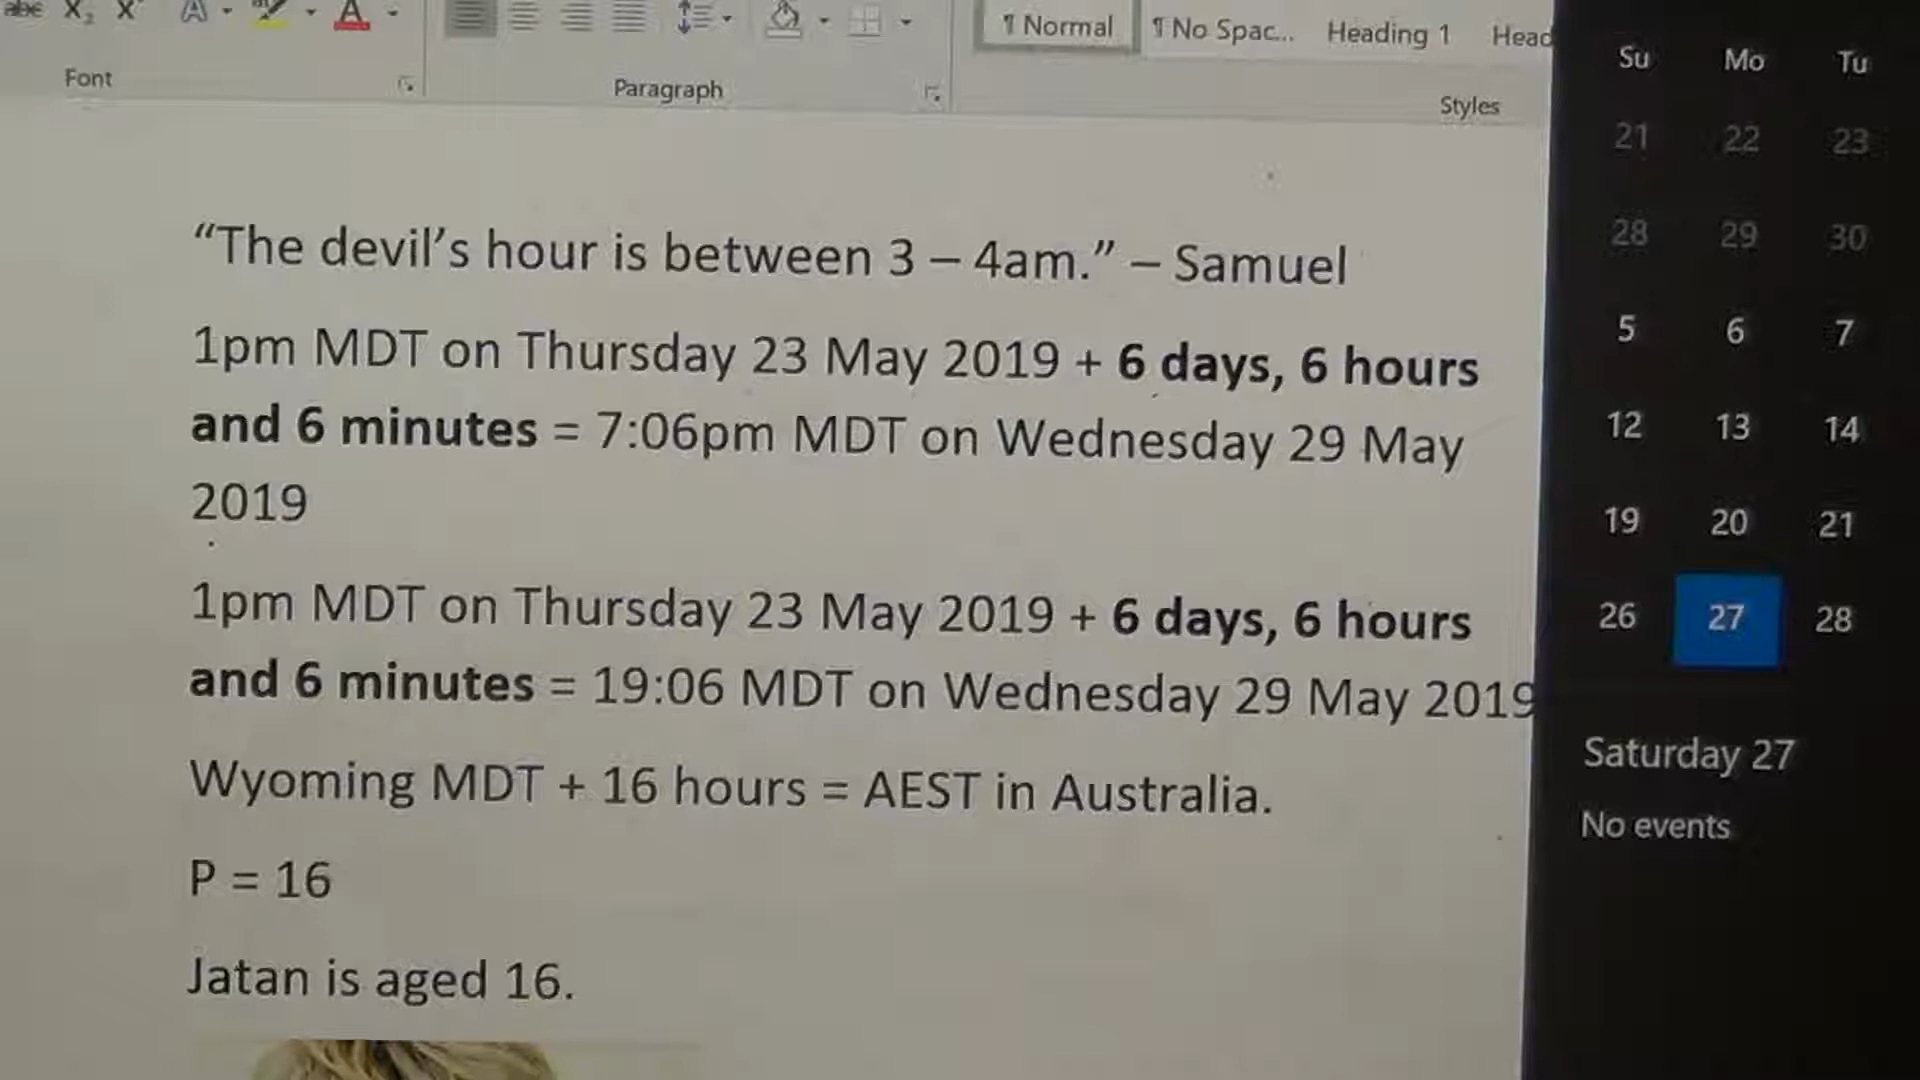 abc X₂ X A A
Font
Paragraph
¶ Normal ¶ No Spac... Heading 1 Head
Styles
“The devil’s hour is between 3 – 4am.” – Samuel
1pm MDT on Thursday 23 May 2019 + 6 days, 6 hours
and 6 minutes = 7:06pm MDT on Wednesday 29 May
2019
1pm MDT on Thursday 23 May 2019 + 6 days, 6 hours
and 6 minutes = 19:06 MDT on Wednesday 29 May 2019
Wyoming MDT + 16 hours = AEST in Australia.
P = 16
Jatan is aged 16.
Su Mo Tu
21 22 23
28 29 30
5 6 7
12 13 14
19 20 21
26 27 28
Saturday 27
No events